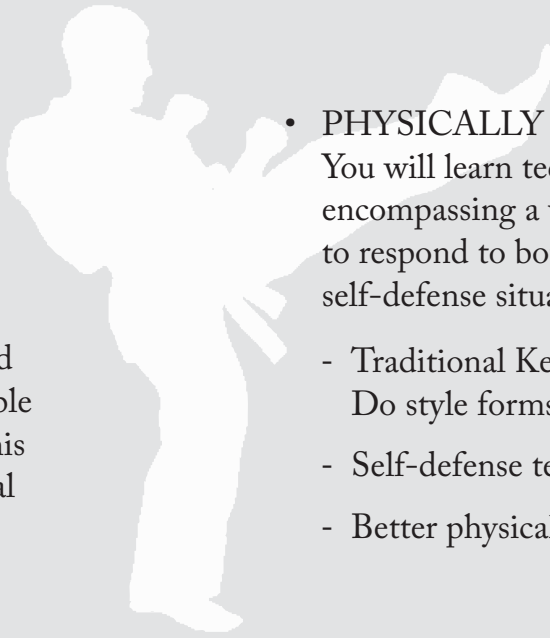 • PHYSICALLY
You will learn te
encompassing a
to respond to bo
self-defense situa
- Traditional Ke
Do style forms
- Self-defense te
- Better physical